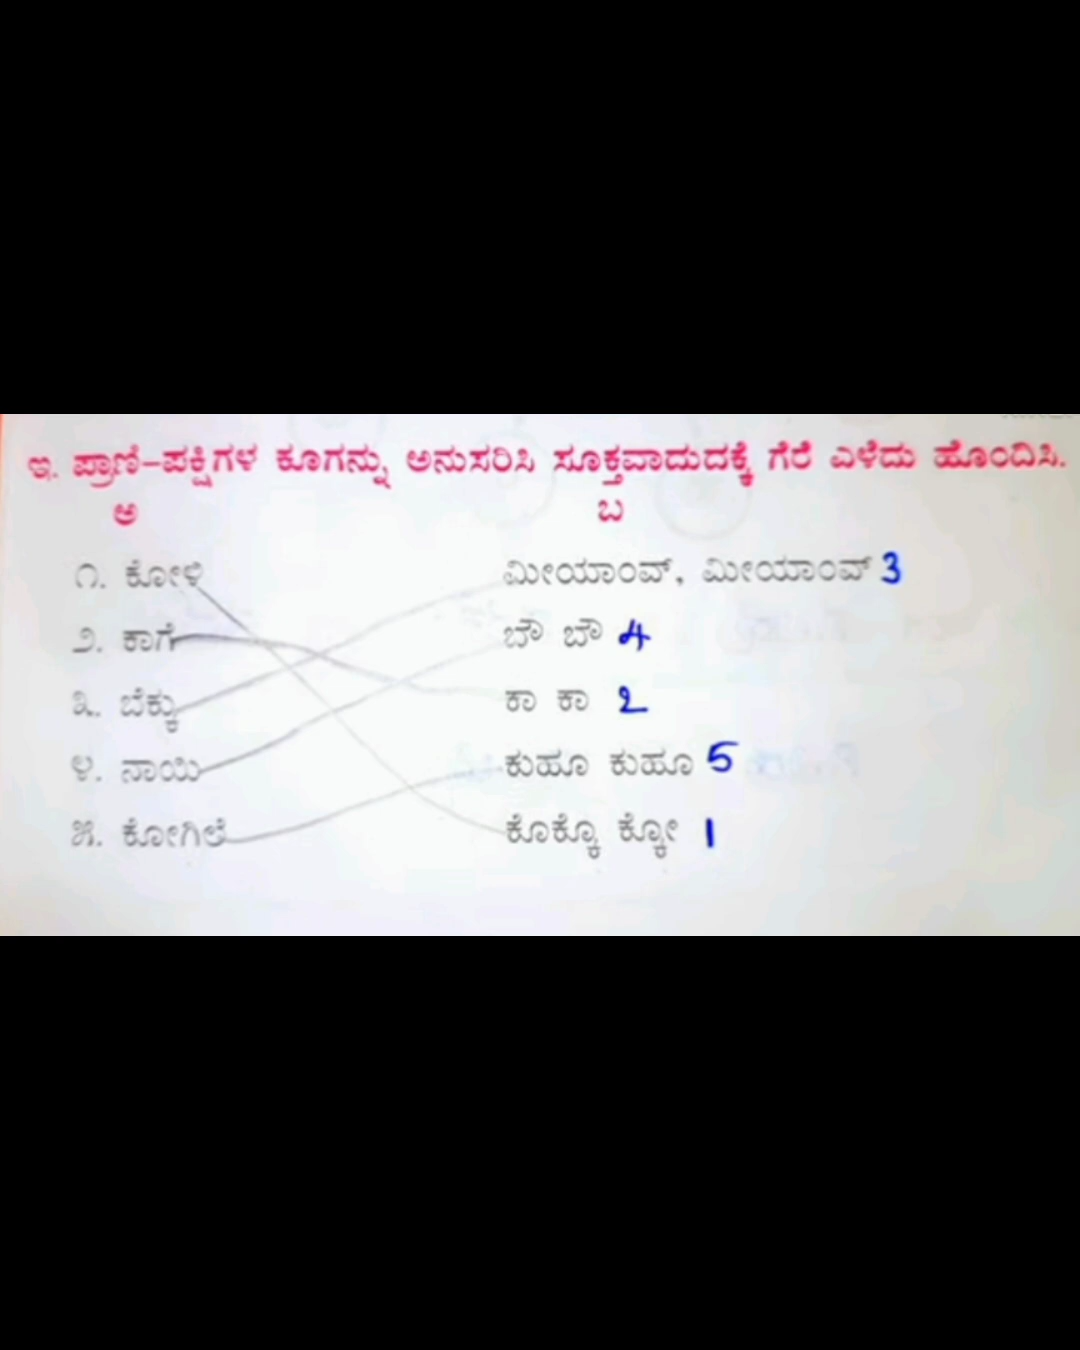 ಇ. ಪ್ರಾಣಿ-ಪಕ್ಷಿಗಳ ಕೂಗನ್ನು ಅನುಸರಿಸಿ ಸೂಕ್ತವಾದುದಕ್ಕೆ ಗೆರೆ ಎಳೆದು ಹೊಂದಿಸಿ.
ಅ ಬ
೧. ಕೋಳಿ ಮೀಯಾಂವ್, ಮೀಯಾಂವ್ 3
೨. ಕಾಗೆ ಬೌ ಬೌ 4
೩. ಬೆಕ್ಕು ಕಾ ಕಾ 2
೪. ನಾಯಿ ಕುಹೂ ಕುಹೂ 5
೫. ಕೋಗಿಲೆ ಕೊಕ್ಕೊ ಕ್ಕೋ 1